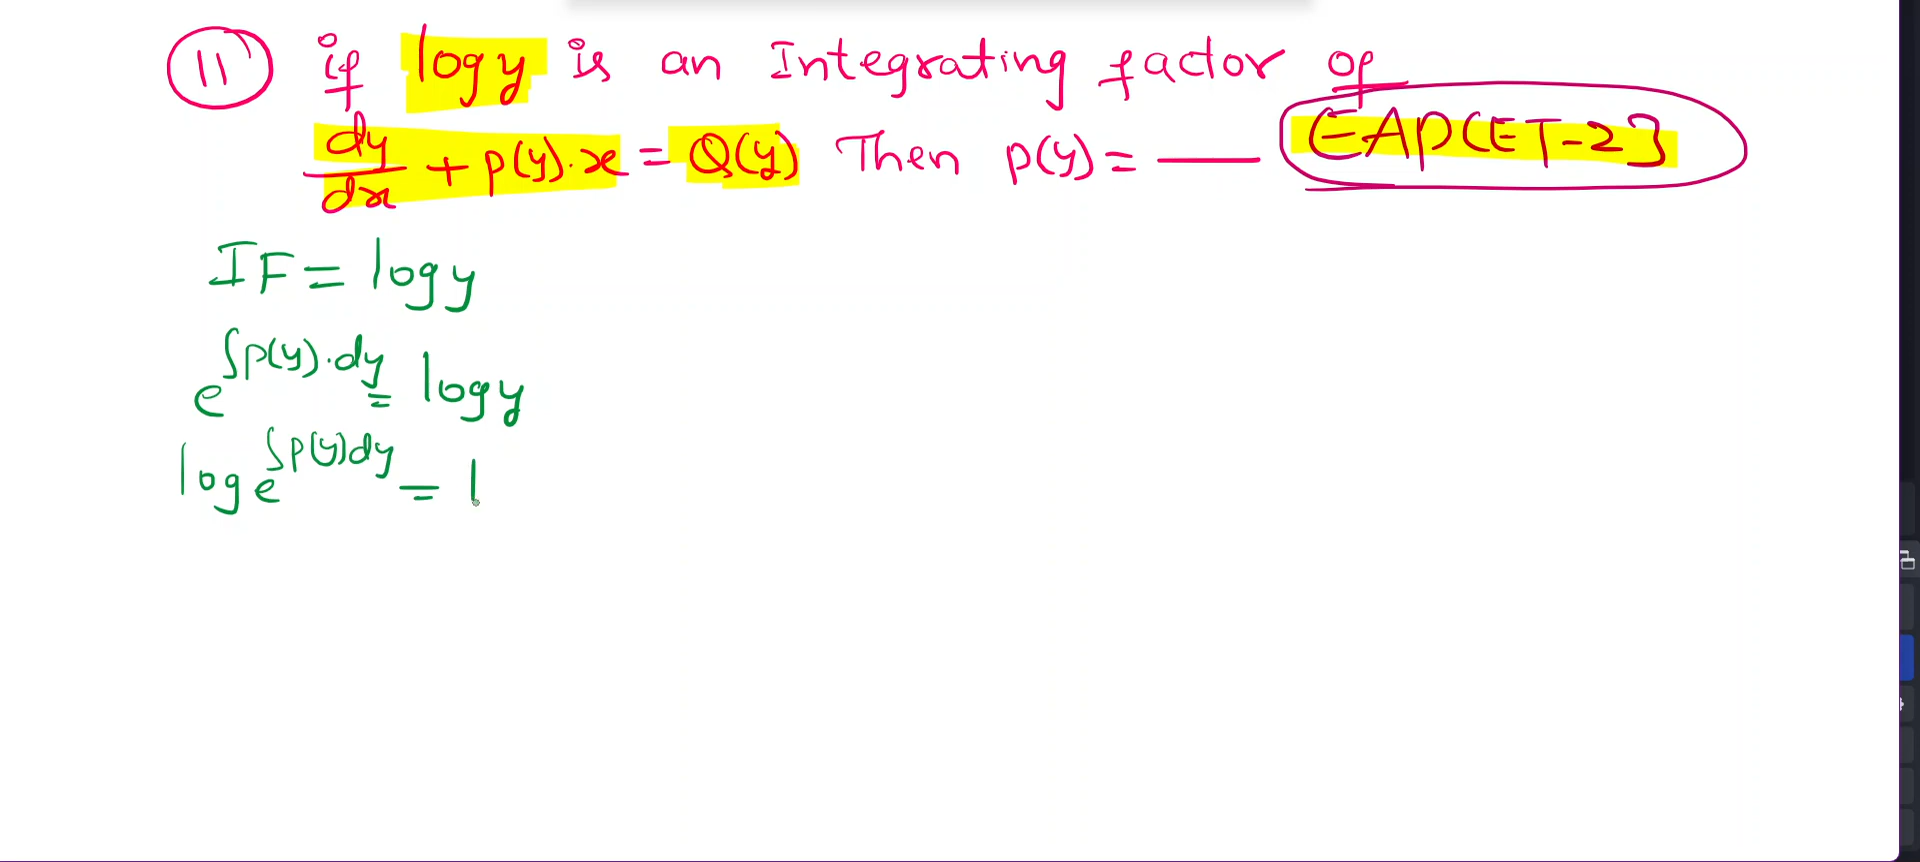 11 if log y is an Integrating factor of
dy/dx + p(y).x = Q(y) Then p(y) = ____ EAPCET-23
IF = log y
e^∫p(y).dy = log y
log e^∫p(y)dy = l